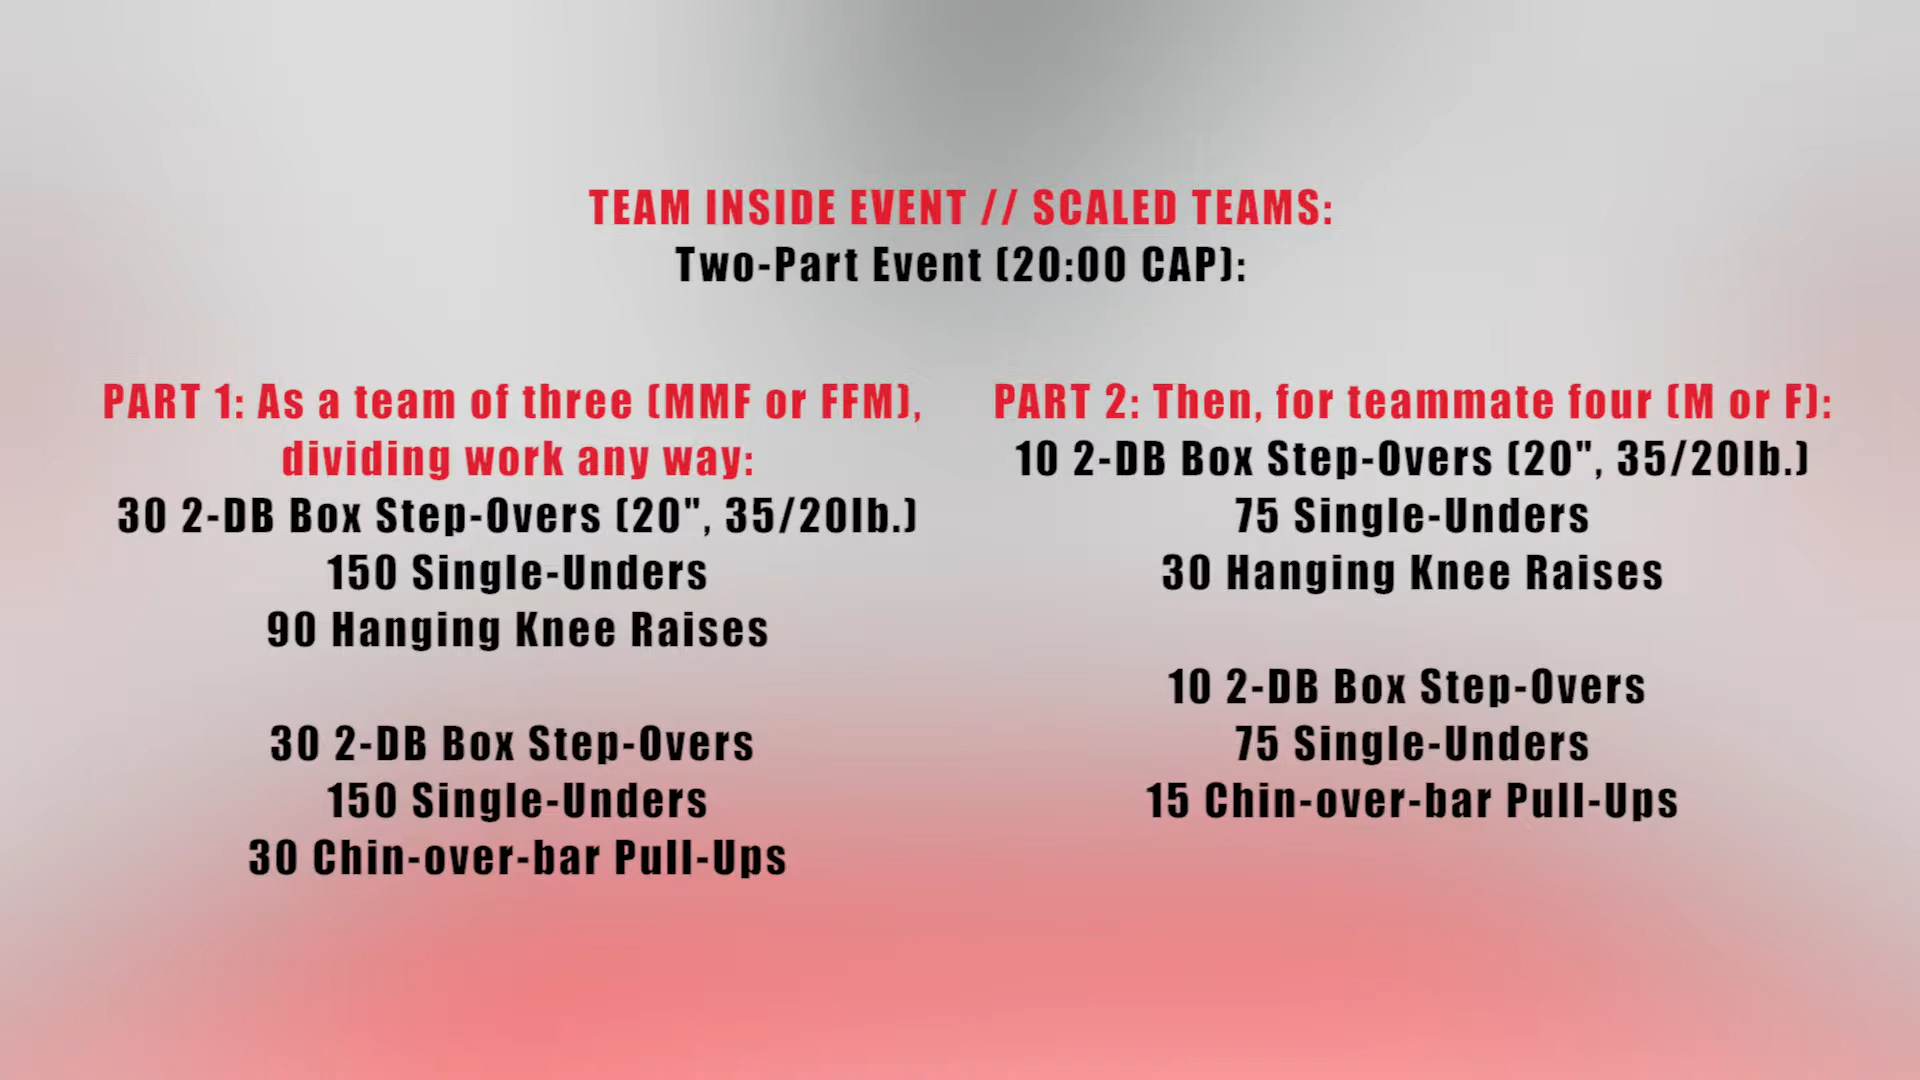 TEAM INSIDE EVENT // SCALED TEAMS:
Two-Part Event (20:00 CAP):
PART 1: As a team of three (MMF or FFM),
dividing work any way:
30 2-DB Box Step-Overs (20", 35/20lb.)
150 Single-Unders
90 Hanging Knee Raises
30 2-DB Box Step-Overs
150 Single-Unders
30 Chin-over-bar Pull-Ups
PART 2: Then, for teammate four (M or F):
10 2-DB Box Step-Overs (20", 35/20lb.)
75 Single-Unders
30 Hanging Knee Raises
10 2-DB Box Step-Overs
75 Single-Unders
15 Chin-over-bar Pull-Ups